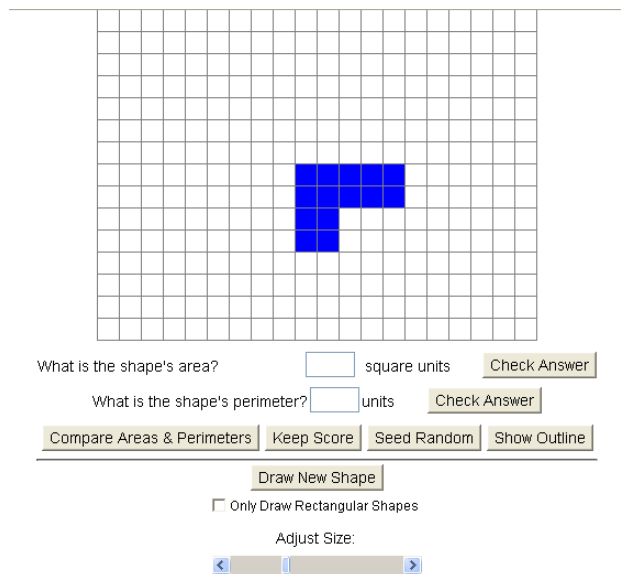 What is the shape's area? square units Check Answer
What is the shape's perimeter? units Check Answer
Compare Areas & Perimeters Keep Score Seed Random Show Outline
Draw New Shape
Only Draw Rectangular Shapes
Adjust Size: